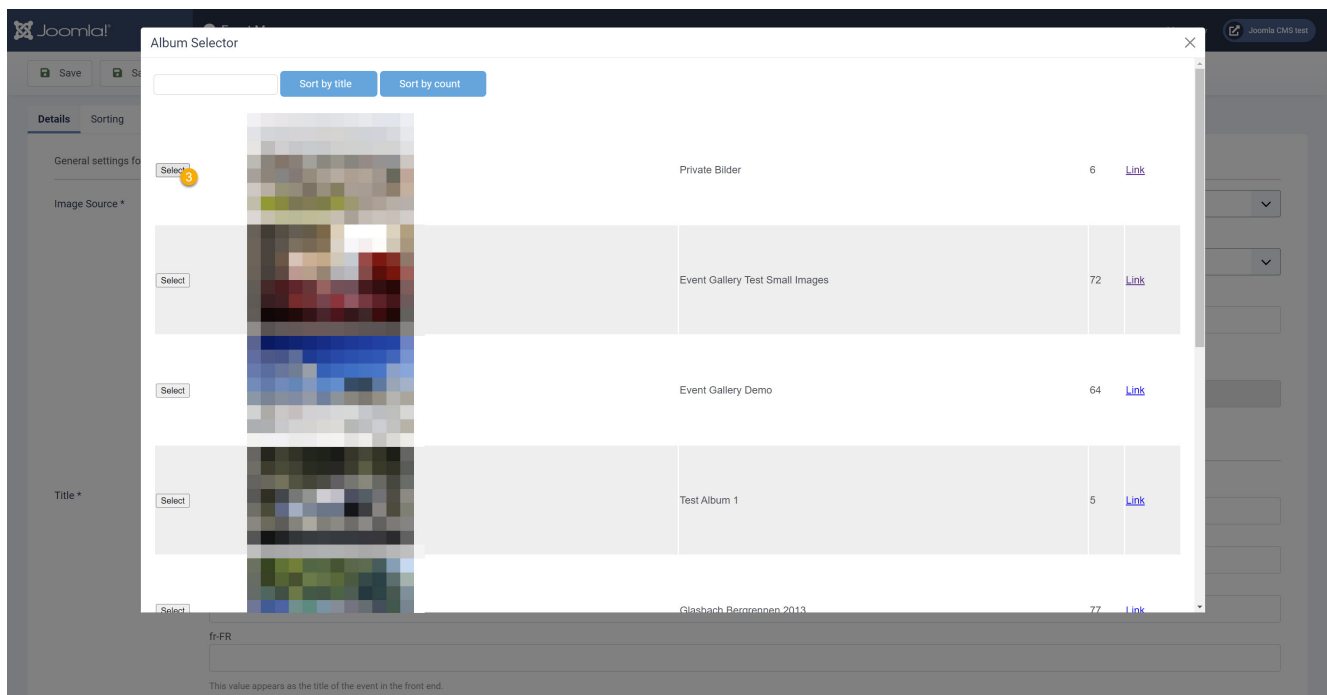 Joomla!®
Joomla CMS test
Album Selector
Save
Sort by title
Sort by count
Details
Sorting
General settings fo
Select
3
Private Bilder
6
Link
Image Source *
Select
Event Gallery Test Small Images
72
Link
Select
Event Gallery Demo
64
Link
Title *
Select
Test Album 1
5
Link
Select
Glasbach Bergrennen 2013
77
Link
fr-FR
This value appears as the title of the event in the front end.